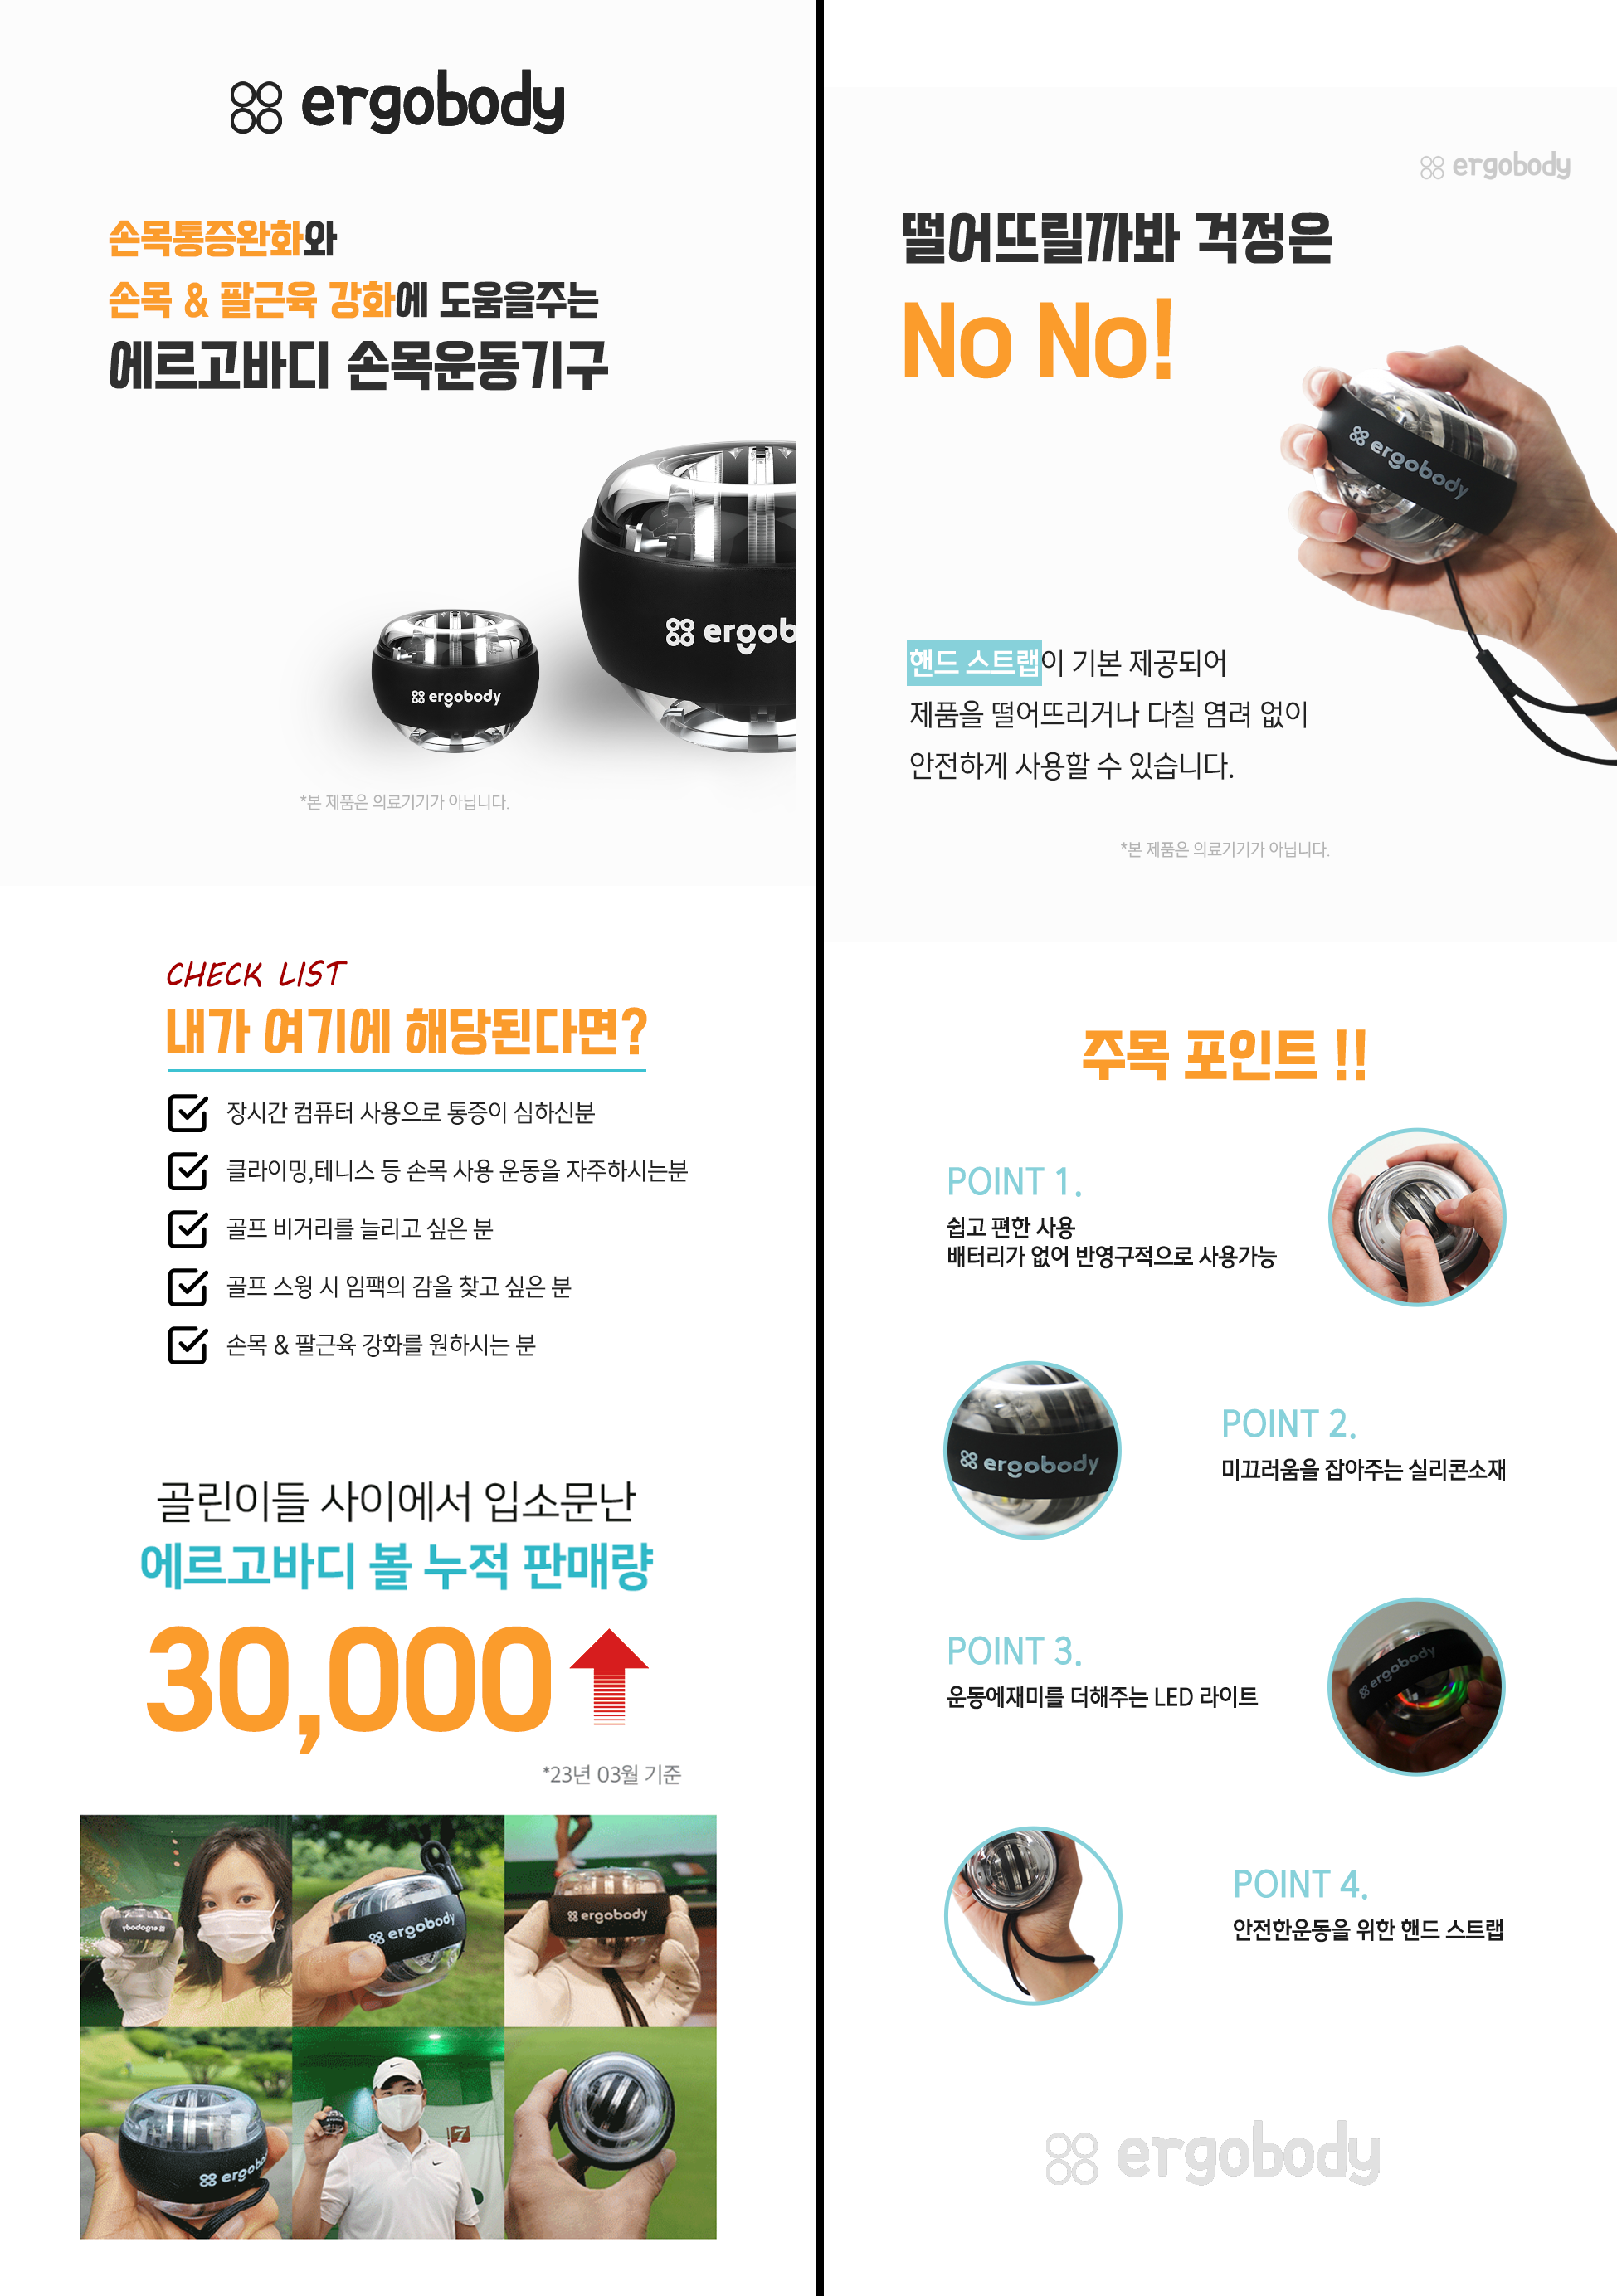 ergobody
손목통증완화와
손목 & 팔근육 강화에 도움을주는
에르고바디 손목운동기구
ergob
ergobody
*본 제품은 의료기기가 아닙니다.
CHECK LIST
내가 여기에 해당된다면?
장시간 컴퓨터 사용으로 통증이 심하신분
클라이밍,테니스 등 손목 사용 운동을 자주하시는분
골프 비거리를 늘리고 싶은 분
골프 스윙 시 임팩의 감을 찾고 싶은 분
손목 & 팔근육 강화를 원하시는 분
골린이들 사이에서 입소문난
에르고바디 볼 누적 판매량
30,000
*23년 03월 기준
ergobody
ergobody
ergobody
7
ergobody
ergobody
떨어뜨릴까봐 걱정은
No No!
ergobody
핸드 스트랩이 기본 제공되어
제품을 떨어뜨리거나 다칠 염려 없이
안전하게 사용할 수 있습니다.
*본 제품은 의료기기가 아닙니다.
주목 포인트 !!
POINT 1.
쉽고 편한 사용
배터리가 없어 반영구적으로 사용가능
ergobody
POINT 2.
미끄러움을 잡아주는 실리콘소재
POINT 3.
운동에재미를 더해주는 LED 라이트
ergobody
POINT 4.
안전한운동을 위한 핸드 스트랩
ergobody